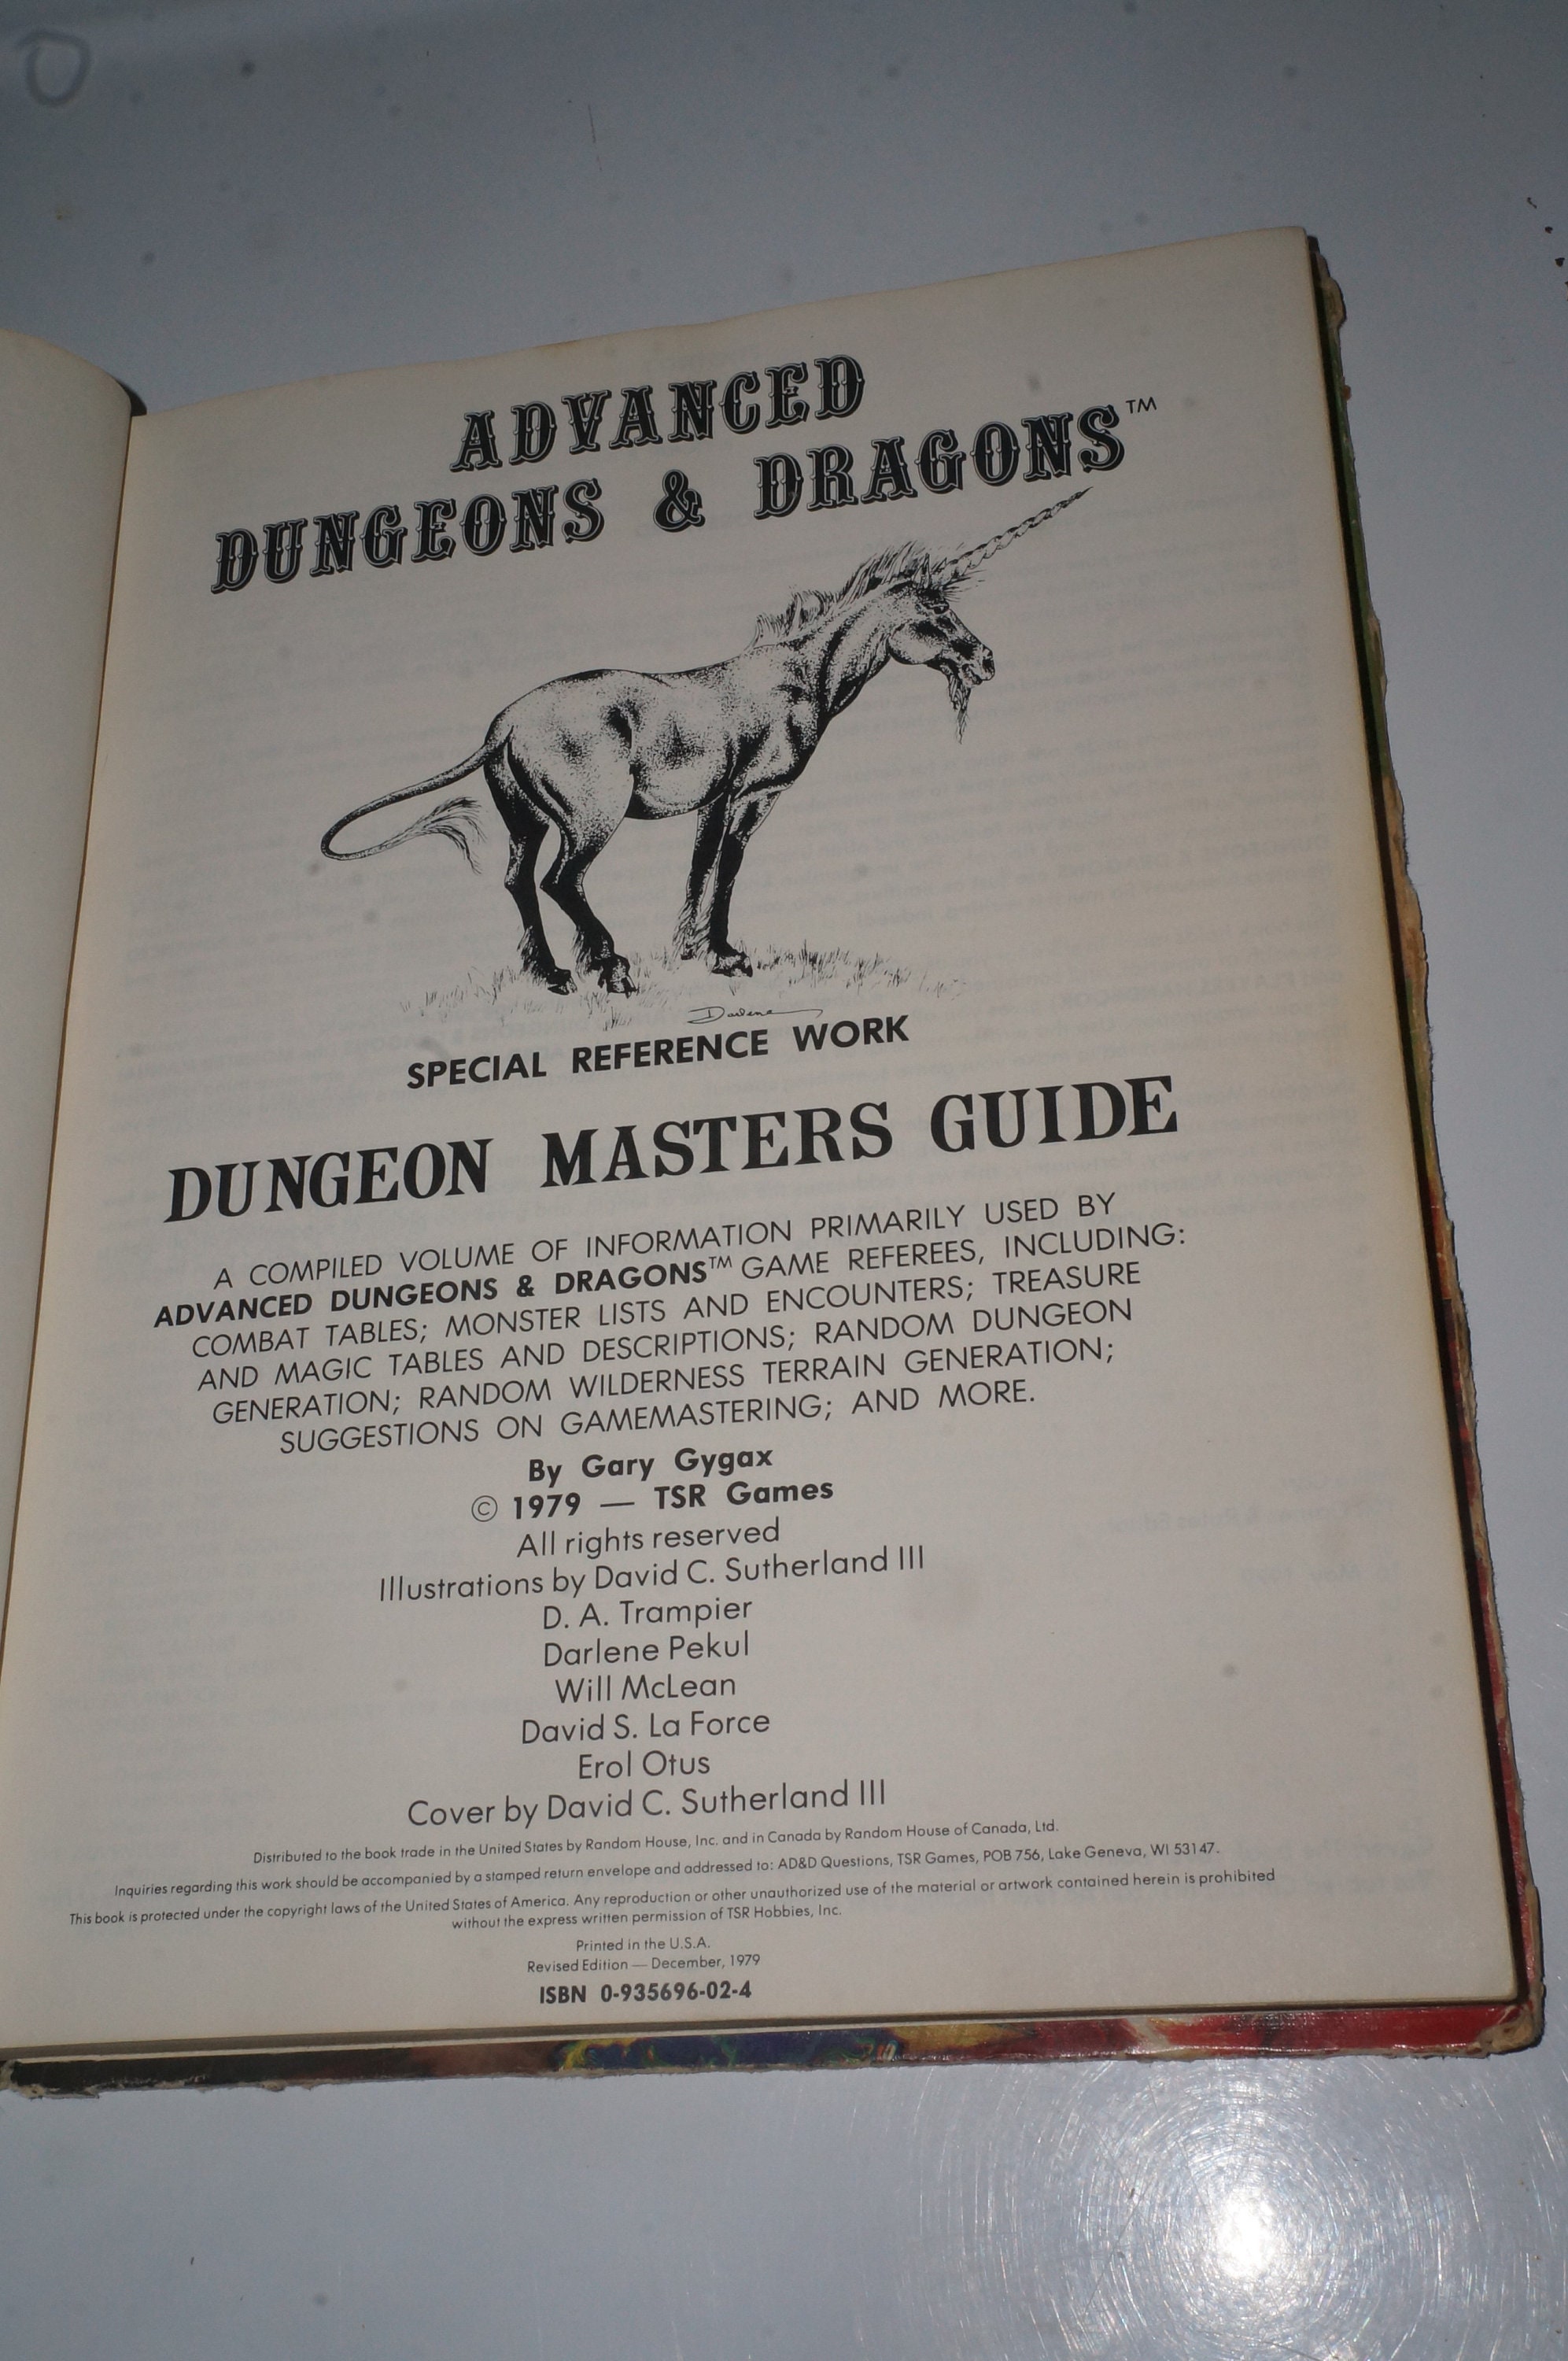 ADVANCED
DUNGEONS & DRAGONS™
Darlene
SPECIAL REFERENCE WORK
DUNGEON MASTERS GUIDE
A COMPILED VOLUME OF INFORMATION PRIMARILY USED BY
ADVANCED DUNGEONS & DRAGONS™ GAME REFEREES, INCLUDING:
COMBAT TABLES; MONSTER LISTS AND ENCOUNTERS; TREASURE
AND MAGIC TABLES AND DESCRIPTIONS; RANDOM DUNGEON
GENERATION; RANDOM WILDERNESS TERRAIN GENERATION;
SUGGESTIONS ON GAMEMASTERING; AND MORE.
By Gary Gygax
© 1979 — TSR Games
All rights reserved
Illustrations by David C. Sutherland III
D. A. Trampier
Darlene Pekul
Will McLean
David S. La Force
Erol Otus
Cover by David C. Sutherland III
Distributed to the book trade in the United States by Random House, Inc. and in Canada by Random House of Canada, Ltd.
Inquiries regarding this work should be accompanied by a stamped return envelope and addressed to: AD&D Questions, TSR Games, POB 756, Lake Geneva, WI 53147.
This book is protected under the copyright laws of the United States of America. Any reproduction or other unauthorized use of the material or artwork contained herein is prohibited
without the express written permission of TSR Hobbies, Inc.
Printed in the U.S.A.
Revised Edition — December, 1979
ISBN 0-935696-02-4